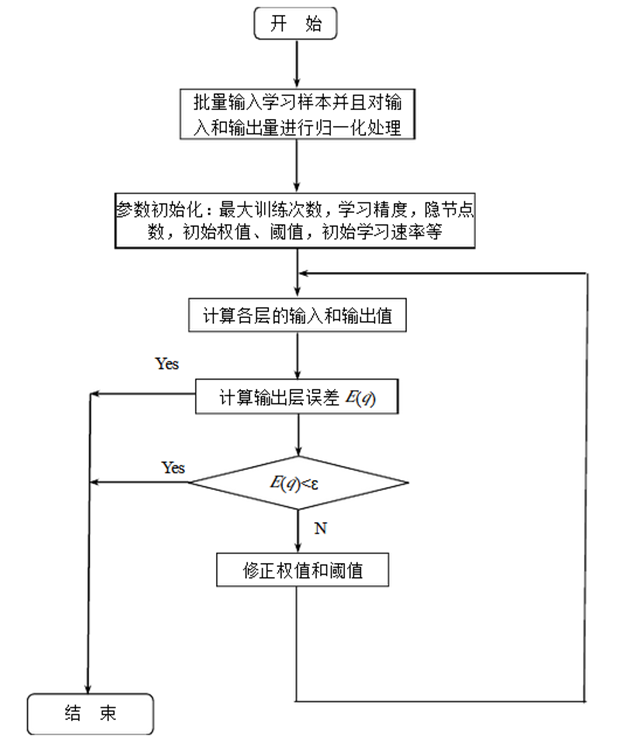 开 始
批量输入学习样本并且对输
入和输出量进行归一化处理
参数初始化：最大训练次数，学习精度，隐节点
数，初始权值、阈值，初始学习速率等
计算各层的输入和输出值
Yes
计算输出层误差 E(q)
Yes
E(q)<ε
N
修正权值和阈值
结 束